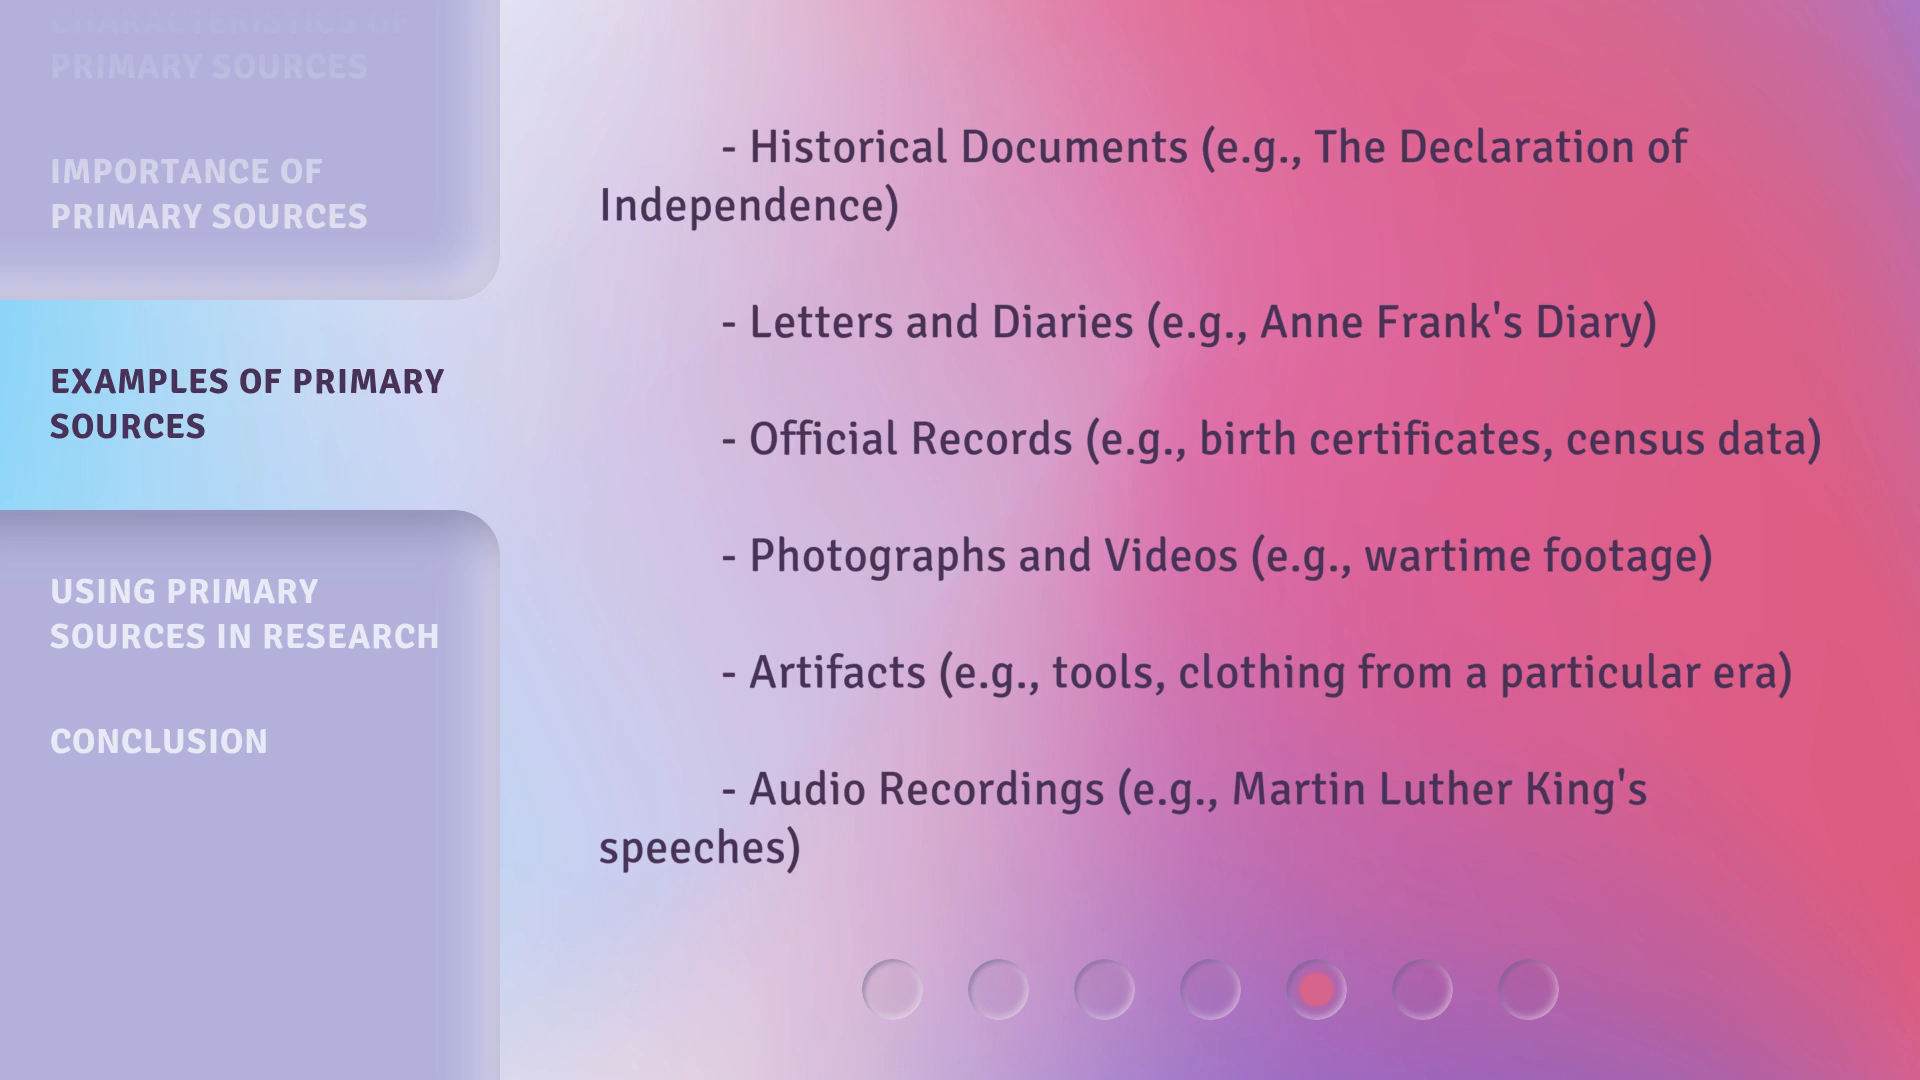 CHARACTERISTICS OF
PRIMARY SOURCES
IMPORTANCE OF
PRIMARY SOURCES
EXAMPLES OF PRIMARY
SOURCES
USING PRIMARY
SOURCES IN RESEARCH
CONCLUSION
- Historical Documents (e.g., The Declaration of
Independence)
- Letters and Diaries (e.g., Anne Frank's Diary)
- Official Records (e.g., birth certificates, census data)
- Photographs and Videos (e.g., wartime footage)
- Artifacts (e.g., tools, clothing from a particular era)
- Audio Recordings (e.g., Martin Luther King's
speeches)